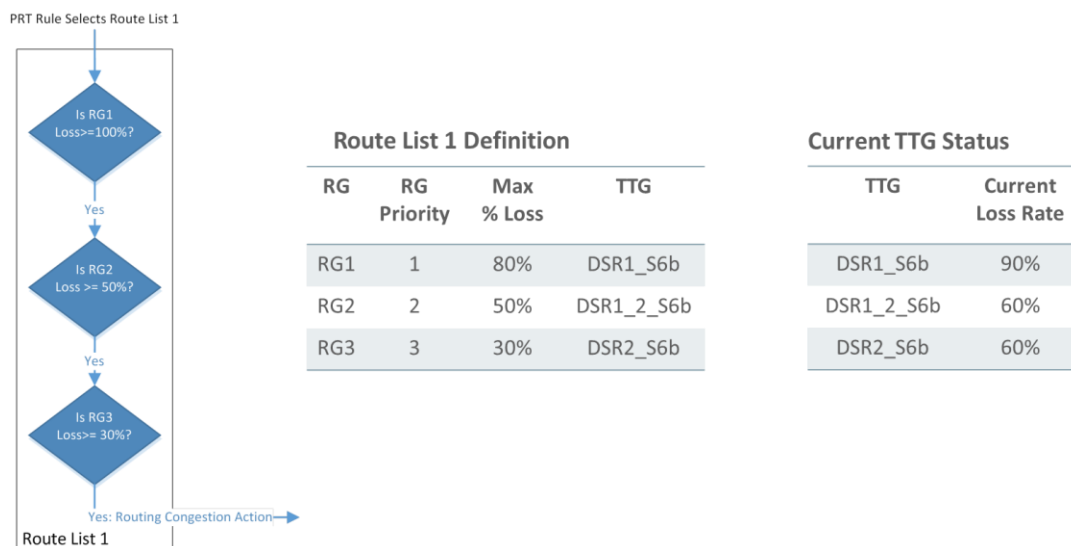 PRT Rule Selects Route List 1
Is RG1
Loss>=100%?
Yes
Is RG2
Loss >= 50%?
Yes
Is RG3
Loss>= 30%?
Yes: Routing Congestion Action
Route List 1
Route List 1 Definition
RG RG Priority Max % Loss TTG
RG1 1 80% DSR1_S6b
RG2 2 50% DSR1_2_S6b
RG3 3 30% DSR2_S6b
Current TTG Status
TTG Current Loss Rate
DSR1_S6b 90%
DSR1_2_S6b 60%
DSR2_S6b 60%